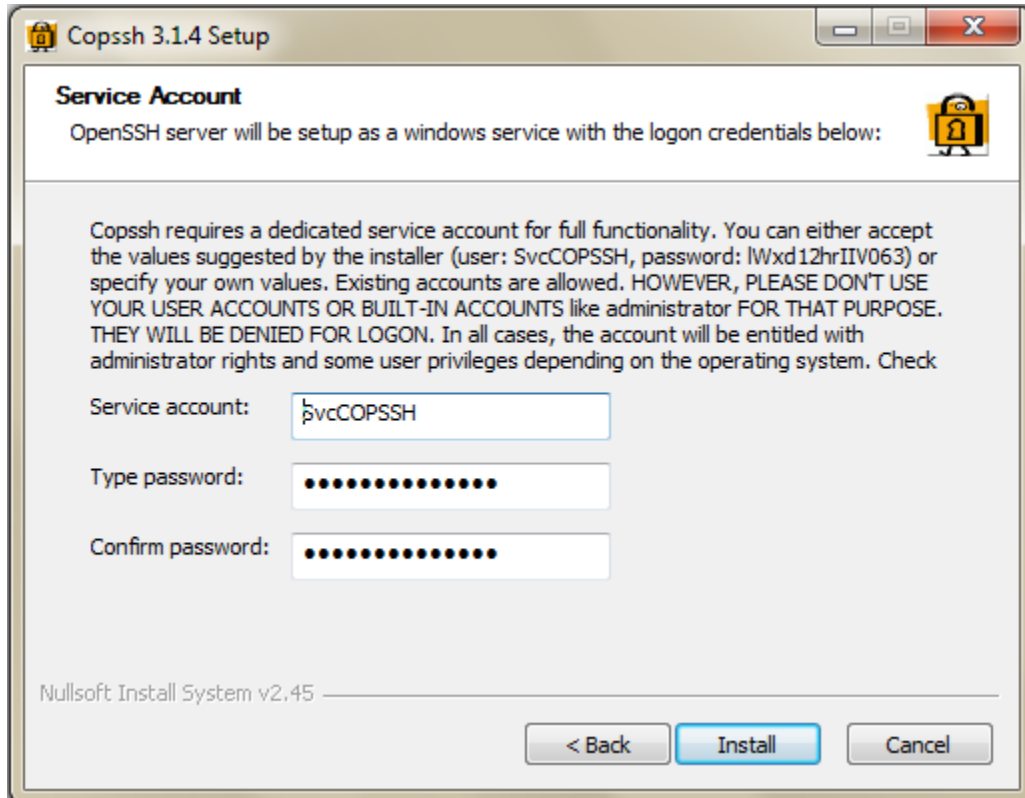 Copssh 3.1.4 Setup
Service Account
OpenSSH server will be setup as a windows service with the logon credentials below:
Copssh requires a dedicated service account for full functionality. You can either accept
the values suggested by the installer (user: SvcCOPSSH, password: lWxd12hrIIV063) or
specify your own values. Existing accounts are allowed. HOWEVER, PLEASE DON'T USE
YOUR USER ACCOUNTS OR BUILT-IN ACCOUNTS like administrator FOR THAT PURPOSE.
THEY WILL BE DENIED FOR LOGON. In all cases, the account will be entitled with
administrator rights and some user privileges depending on the operating system. Check
Service account:
SvcCOPSSH
Type password:
●●●●●●●●●●●●●●
Confirm password:
●●●●●●●●●●●●●●
Nullsoft Install System v2.45
< Back
Install
Cancel